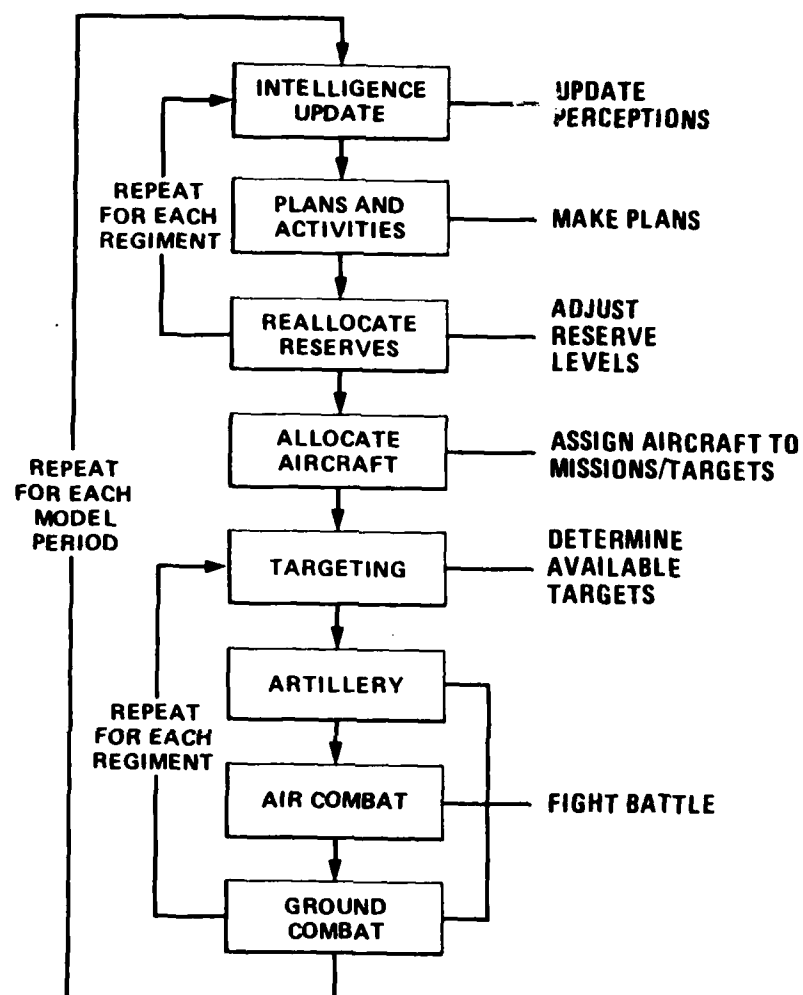 INTELLIGENCE
UPDATE
UPDATE
PERCEPTIONS
REPEAT
FOR EACH
REGIMENT
PLANS AND
ACTIVITIES
MAKE PLANS
REALLOCATE
RESERVES
ADJUST
RESERVE
LEVELS
ALLOCATE
AIRCRAFT
ASSIGN AIRCRAFT TO
MISSIONS/TARGETS
REPEAT
FOR EACH
MODEL
PERIOD
TARGETING
DETERMINE
AVAILABLE
TARGETS
ARTILLERY
REPEAT
FOR EACH
REGIMENT
AIR COMBAT
FIGHT BATTLE
GROUND
COMBAT